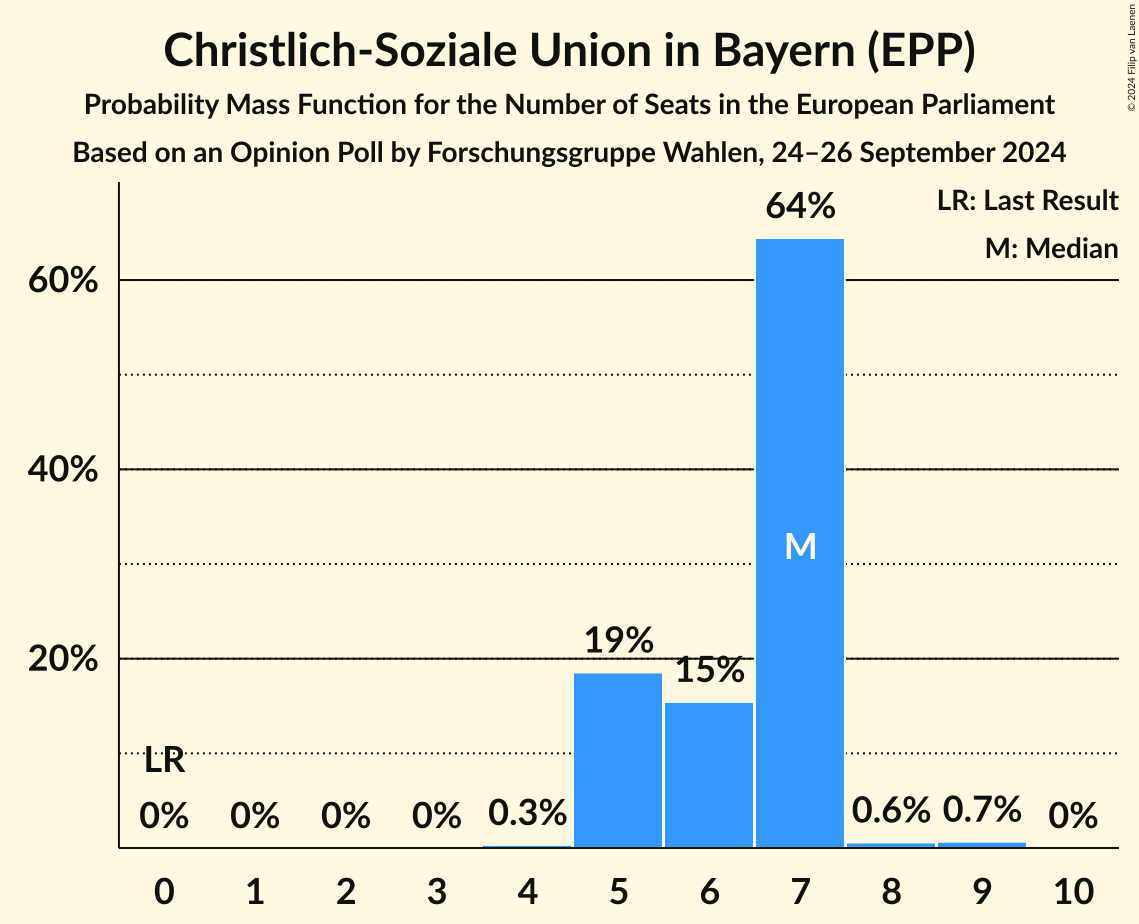 Christlich-Soziale Union in Bayern (EPP)
Probability Mass Function for the Number of Seats in the European Parliament
Based on an Opinion Poll by Forschungsgruppe Wahlen, 24–26 September 2024
© 2024 Filip van Laenen
LR: Last Result
M: Median
64%
60%
40%
M
19%
20%
15%
LR
0% 0% 0% 0% 0.3% 0.6% 0.7% 0%
0 1 2 3 4 5 6 7 8 9 10